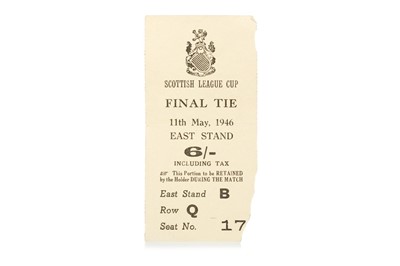 SCOTTISH LEAGUE CUP
FINAL TIE
11th May, 1946
EAST STAND
6/-
INCLUDING TAX
This Portion to be RETAINED
by the Holder DURING THE MATCH
East Stand B
Row Q
Seat No. 17